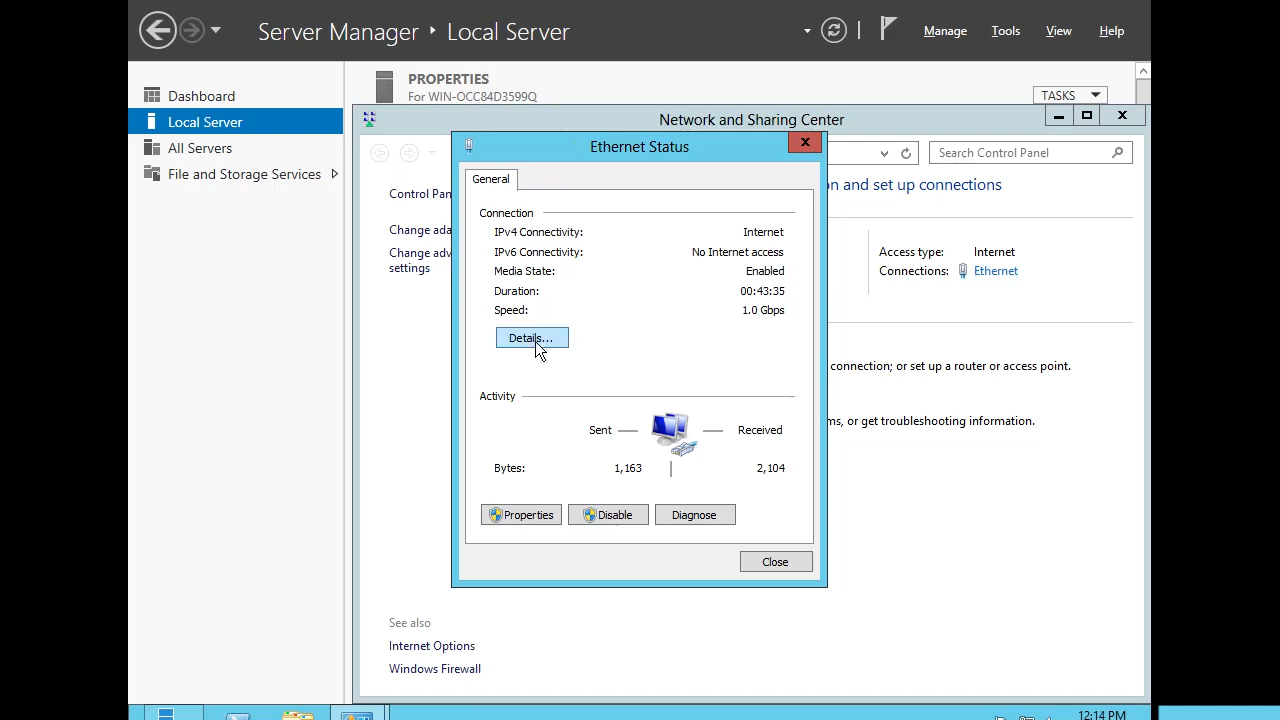 Server Manager ‣ Local Server
Manage Tools View Help
Dashboard
Local Server
All Servers
File and Storage Services
PROPERTIES
For WIN-OCC84D3599Q
TASKS
Network and Sharing Center
Search Control Panel
Control Pan
Change ada
Change adv
settings
on and set up connections
Access type: Internet
Connections: Ethernet
connection; or set up a router or access point.
ms, or get troubleshooting information.
See also
Internet Options
Windows Firewall
Ethernet Status
General
Connection
IPv4 Connectivity: Internet
IPv6 Connectivity: No Internet access
Media State: Enabled
Duration: 00:43:35
Speed: 1.0 Gbps
Details...
Activity
Sent Received
Bytes: 1,163 2,104
Properties Disable Diagnose
Close
12:14 PM